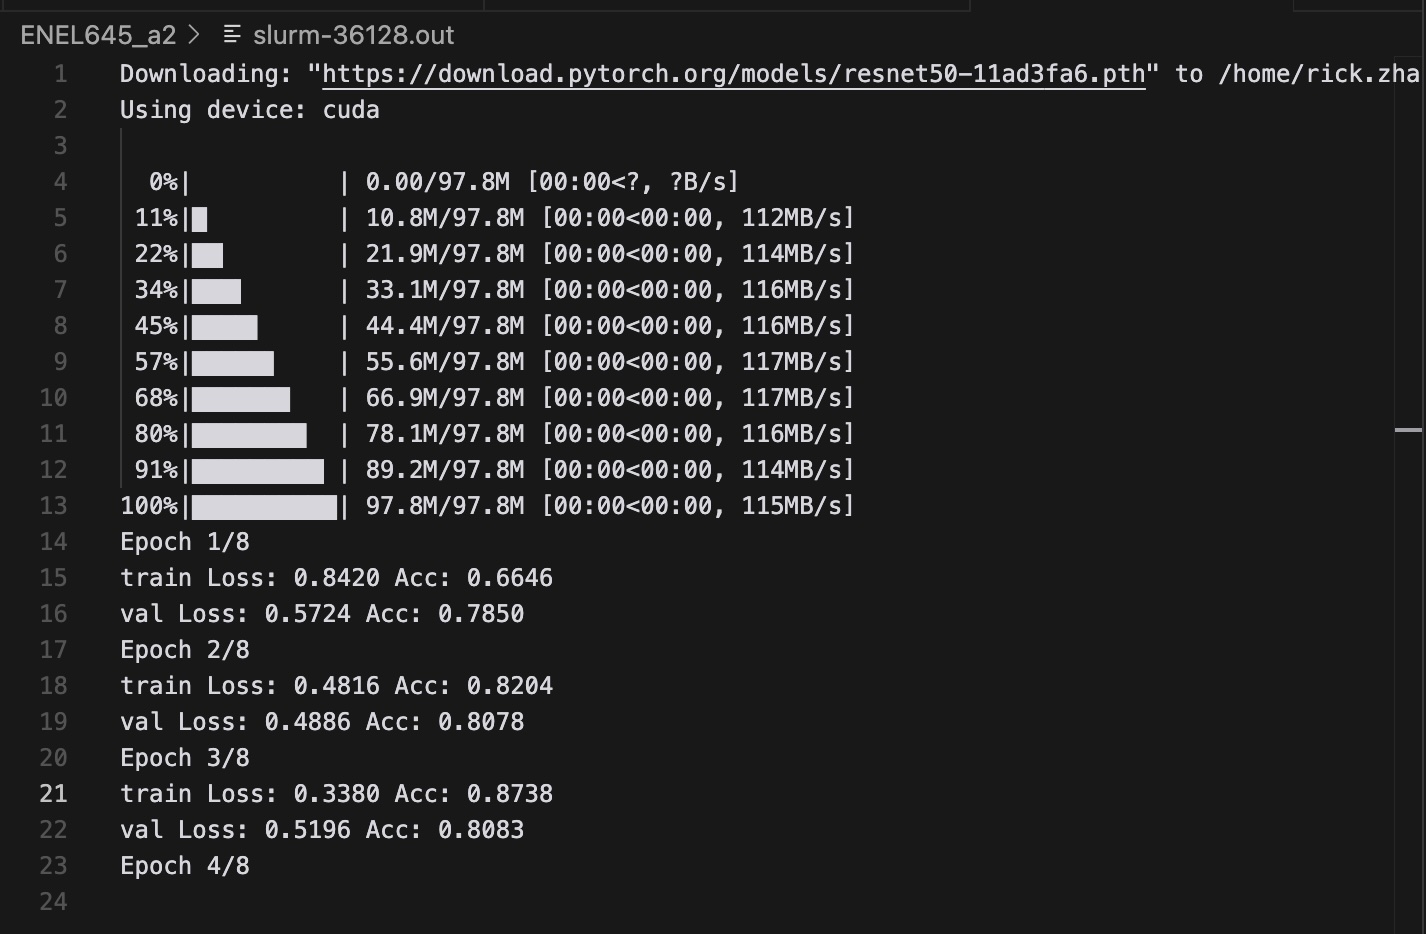 ENEL645_a2 > slurm-36128.out
1 Downloading: "https://download.pytorch.org/models/resnet50-11ad3fa6.pth" to /home/rick.zha
2 Using device: cuda
3
4 0%| | 0.00/97.8M [00:00<?, ?B/s]
5 11%|█ | 10.8M/97.8M [00:00<00:00, 112MB/s]
6 22%|██▏ | 21.9M/97.8M [00:00<00:00, 114MB/s]
7 34%|███▍ | 33.1M/97.8M [00:00<00:00, 116MB/s]
8 45%|████▌ | 44.4M/97.8M [00:00<00:00, 116MB/s]
9 57%|█████▋ | 55.6M/97.8M [00:00<00:00, 117MB/s]
10 68%|██████▊ | 66.9M/97.8M [00:00<00:00, 117MB/s]
11 80%|███████▉ | 78.1M/97.8M [00:00<00:00, 116MB/s]
12 91%|█████████▏| 89.2M/97.8M [00:00<00:00, 114MB/s]
13 100%|██████████| 97.8M/97.8M [00:00<00:00, 115MB/s]
14 Epoch 1/8
15 train Loss: 0.8420 Acc: 0.6646
16 val Loss: 0.5724 Acc: 0.7850
17 Epoch 2/8
18 train Loss: 0.4816 Acc: 0.8204
19 val Loss: 0.4886 Acc: 0.8078
20 Epoch 3/8
21 train Loss: 0.3380 Acc: 0.8738
22 val Loss: 0.5196 Acc: 0.8083
23 Epoch 4/8
24